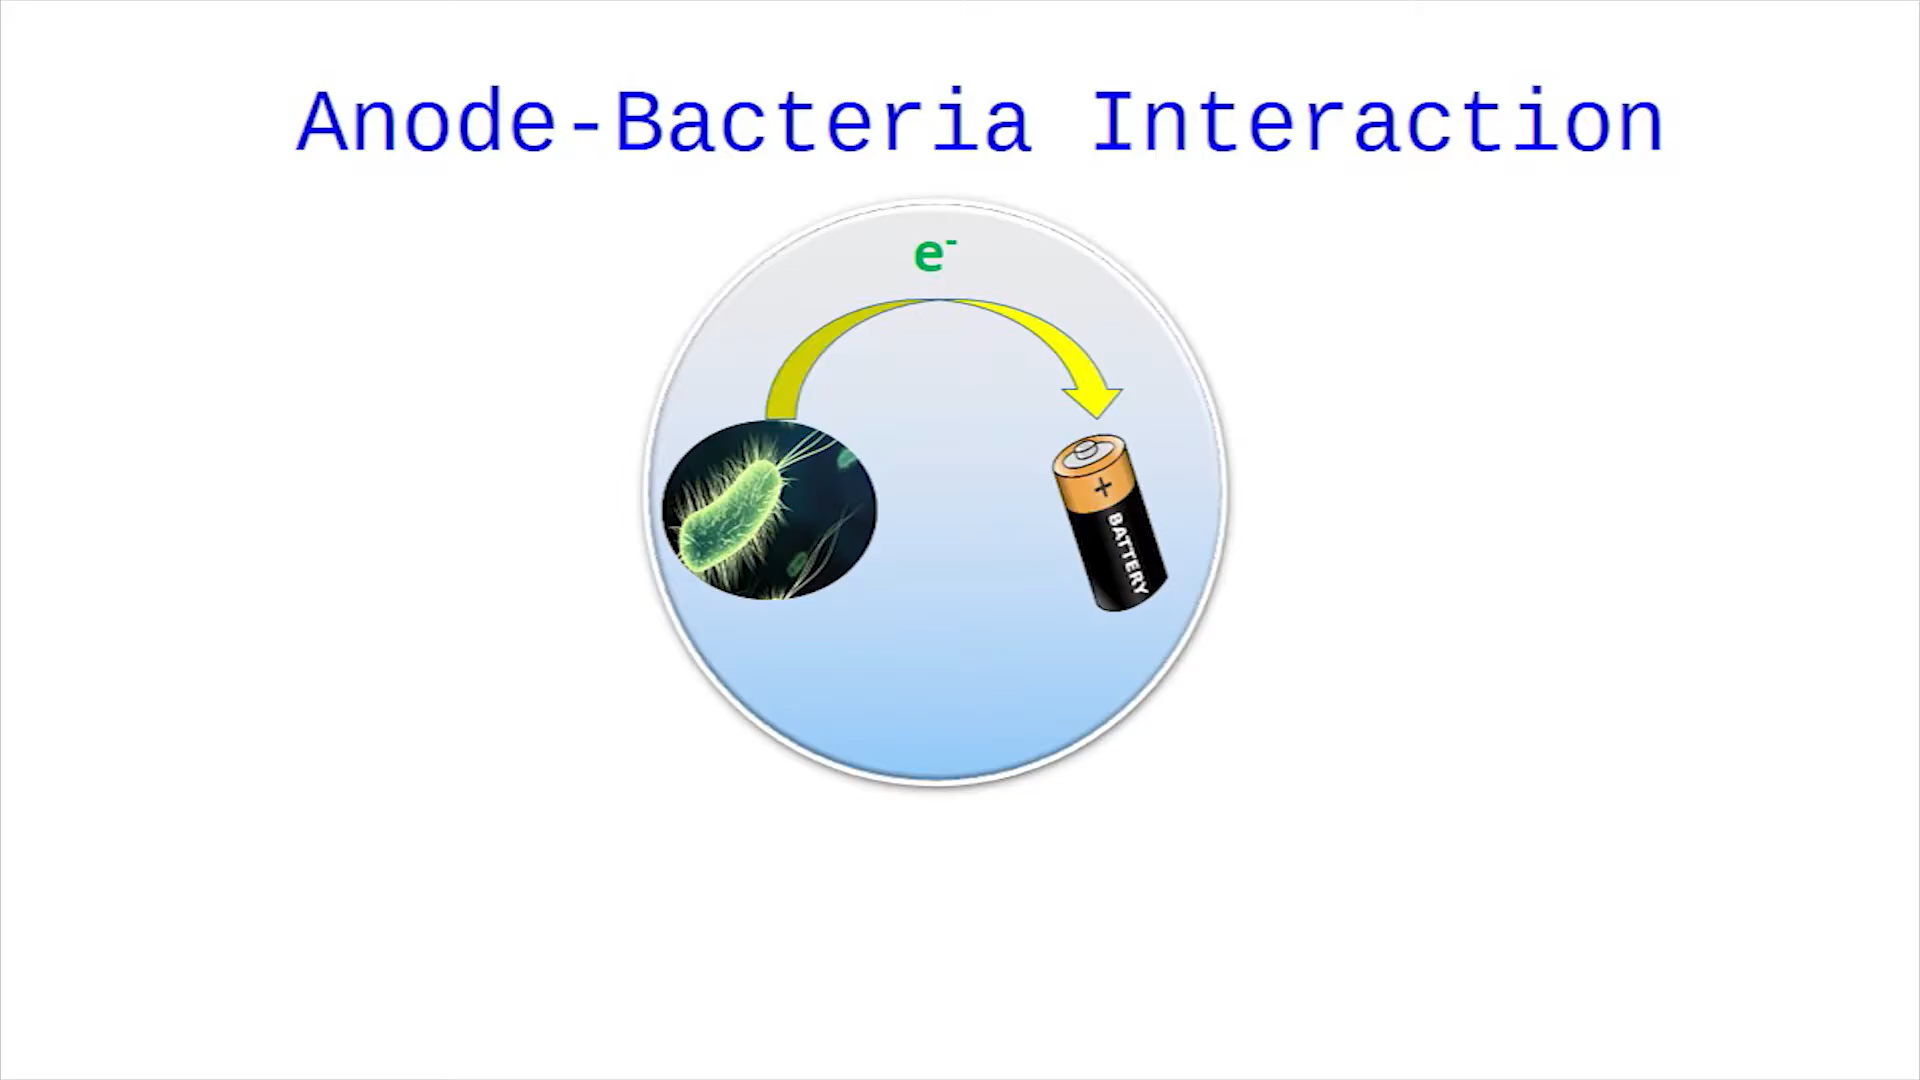 Anode-Bacteria Interaction
e⁻
+
BATTERY